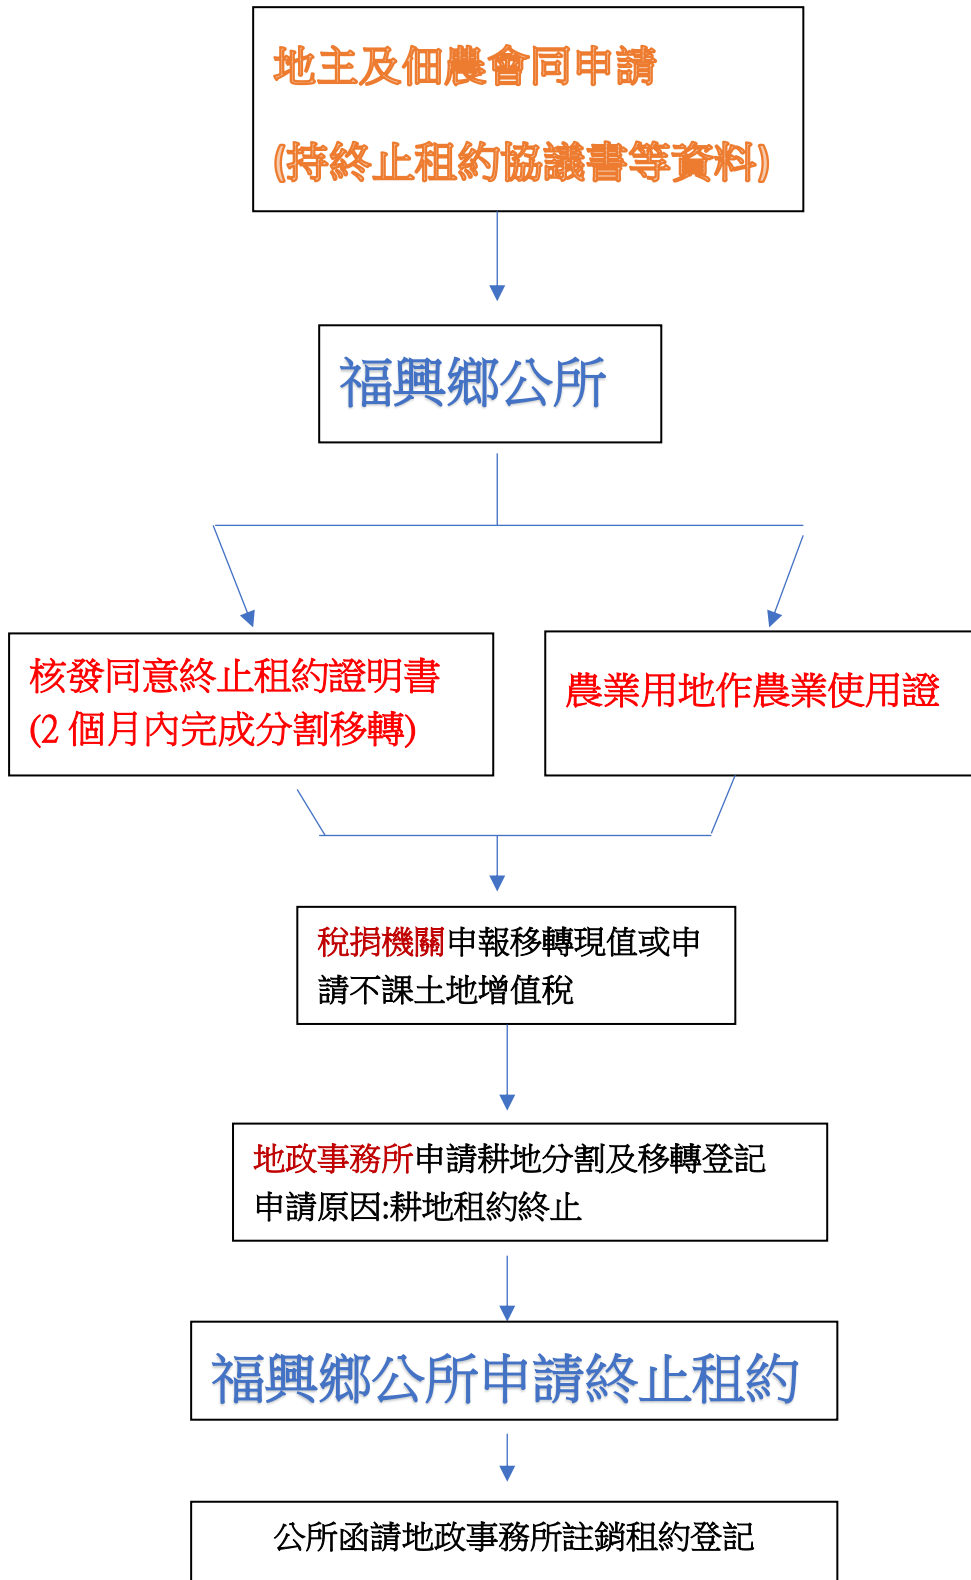 地主及佃農會同申請
(持終止租約協議書等資料)
福興鄉公所
核發同意終止租約證明書
(2 個月內完成分割移轉)
農業用地作農業使用證
稅捐機關申報移轉現值或申
請不課土地增值稅
地政事務所申請耕地分割及移轉登記
申請原因:耕地租約終止
福興鄉公所申請終止租約
公所函請地政事務所註銷租約登記